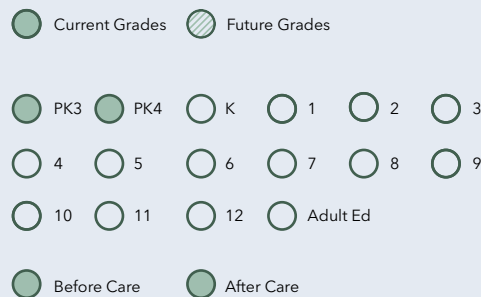 Current Grades Future Grades
PK3 PK4 K 1 2 3
4 5 6 7 8 9
10 11 12 Adult Ed
Before Care After Care